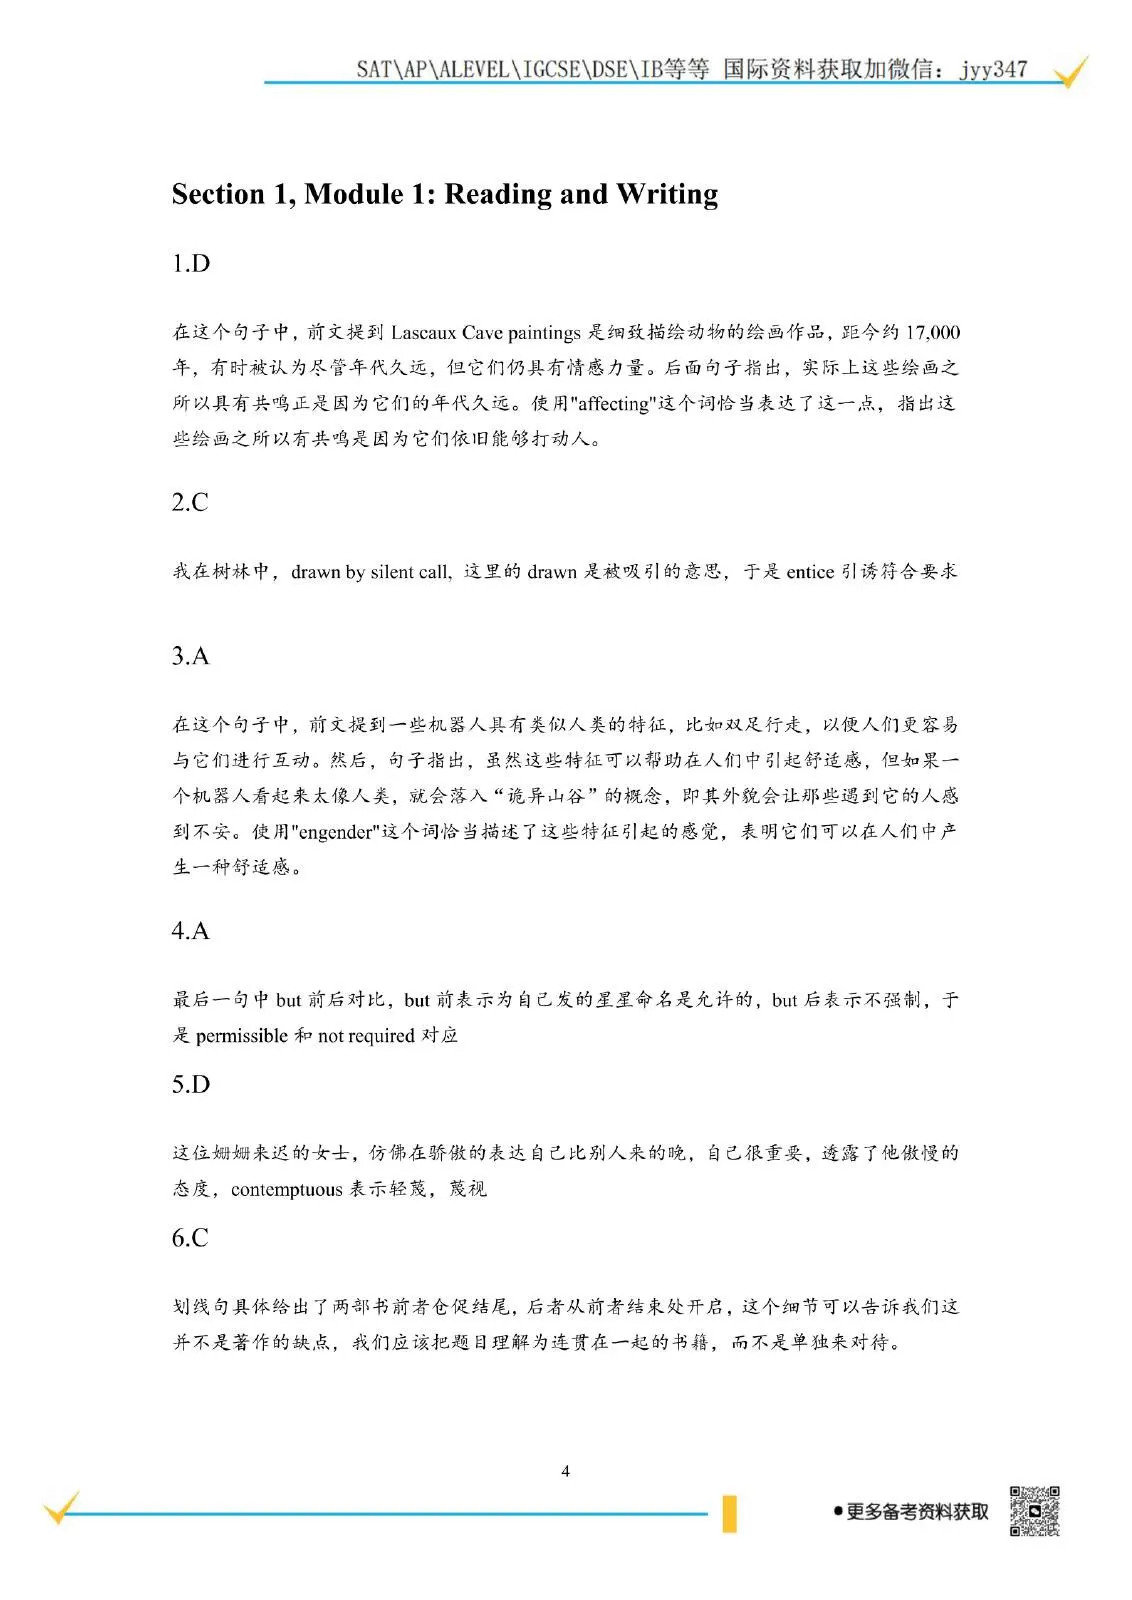 SAT\AP\ALEVEL\IGCSE\DSE\IB等等 国际资料获取加微信：jyy347
Section 1, Module 1: Reading and Writing
1.D
在这个句子中，前文提到 Lascaux Cave paintings 是细致描绘动物的绘画作品，距今约 17,000
年，有时被认为尽管年代久远，但它们仍具有情感力量。后面句子指出，实际上这些绘画之
所以具有共鸣正是因为它们的年代久远。使用"affecting"这个词恰当表达了这一点，指出这
些绘画之所以有共鸣是因为它们依旧能够打动人。
2.C
我在树林中，drawn by silent call, 这里的 drawn 是被吸引的意思，于是 entice 引诱符合要求
3.A
在这个句子中，前文提到一些机器人具有类似人类的特征，比如双足行走，以便人们更容易
与它们进行互动。然后，句子指出，虽然这些特征可以帮助在人们中引起舒适感，但如果一
个机器人看起来太像人类，就会落入“诡异山谷”的概念，即其外貌会让那些遇到它的人感
到不安。使用"engender"这个词恰当描述了这些特征引起的感觉，表明它们可以在人们中产
生一种舒适感。
4.A
最后一句中 but 前后对比，but 前表示为自己发的星星命名是允许的，but 后表示不强制，于
是 permissible 和 not required 对应
5.D
这位姗姗来迟的女士，仿佛在骄傲的表达自己比别人来的晚，自己很重要，透露了他傲慢的
态度，contemptuous 表示轻蔑，蔑视
6.C
划线句具体给出了两部书前者仓促结尾，后者从前者结束处开启，这个细节可以告诉我们这
并不是著作的缺点，我们应该把题目理解为连贯在一起的书籍，而不是单独来对待。
4
•更多备考资料获取